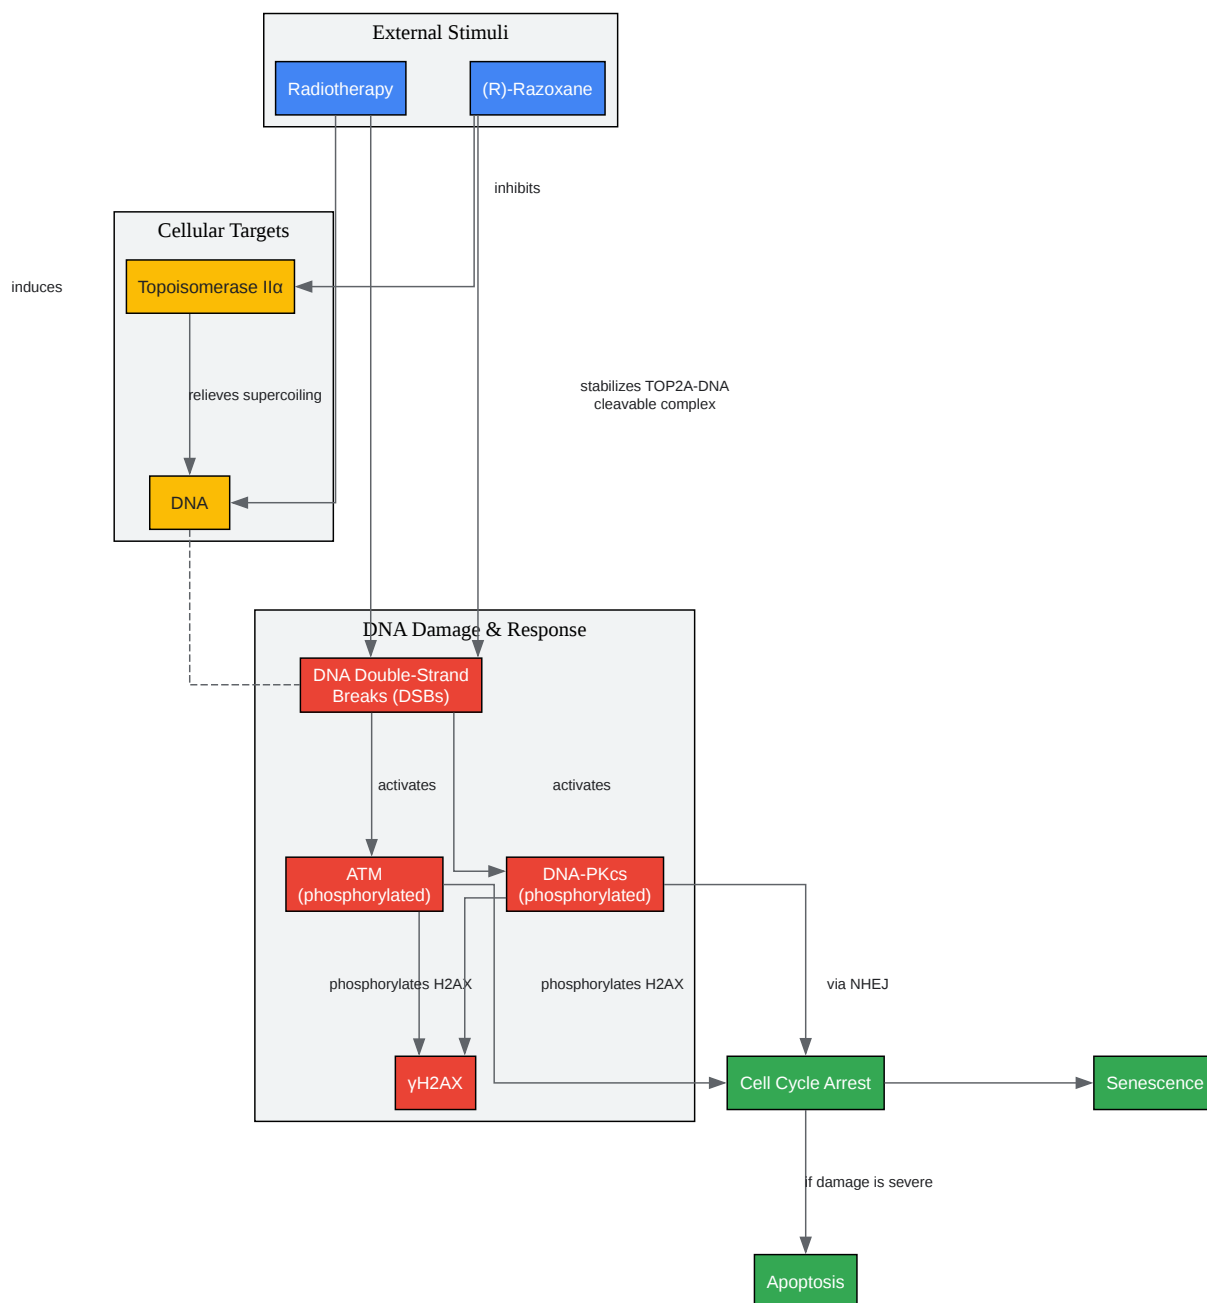 External Stimuli
Radiotherapy
(R)-Razoxane
inhibits
Cellular Targets
Topoisomerase IIα
induces
relieves supercoiling
stabilizes TOP2A-DNA
cleavable complex
DNA
DNA Damage & Response
DNA Double-Strand
Breaks (DSBs)
activates
activates
ATM
(phosphorylated)
DNA-PKcs
(phosphorylated)
phosphorylates H2AX
phosphorylates H2AX
via NHEJ
γH2AX
Cell Cycle Arrest
Senescence
if damage is severe
Apoptosis